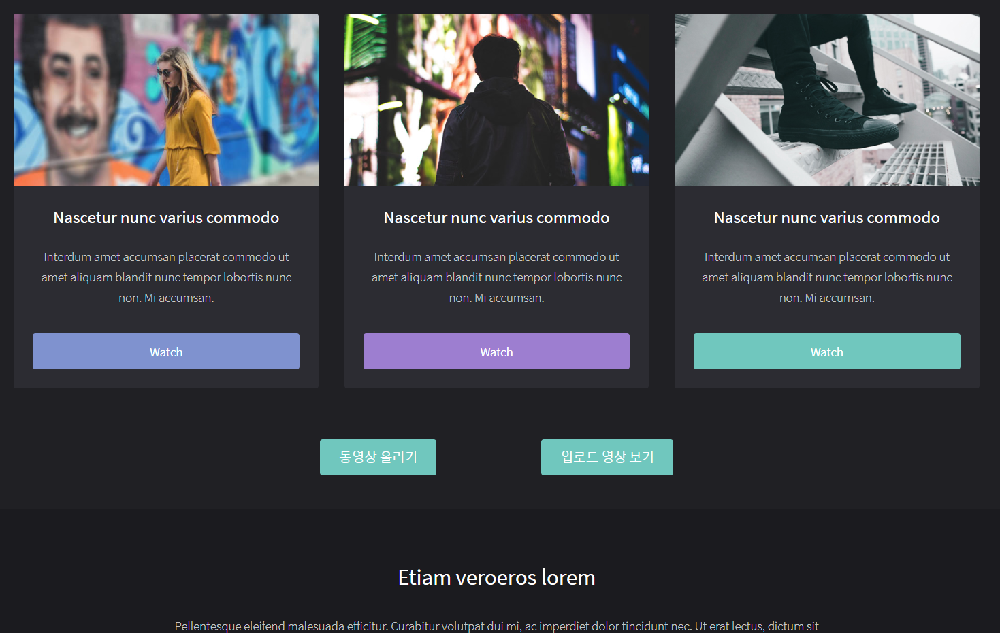 Nascetur nunc varius commodo
Interdum amet accumsan placerat commodo ut
amet aliquam blandit nunc tempor lobortis nunc
non. Mi accumsan.
Watch
Nascetur nunc varius commodo
Interdum amet accumsan placerat commodo ut
amet aliquam blandit nunc tempor lobortis nunc
non. Mi accumsan.
Watch
Nascetur nunc varius commodo
Interdum amet accumsan placerat commodo ut
amet aliquam blandit nunc tempor lobortis nunc
non. Mi accumsan.
Watch
동영상 올리기
업로드 영상 보기
Etiam veroeros lorem
Pellentesque eleifend malesuada efficitur. Curabitur volutpat dui mi, ac imperdiet dolor tincidunt nec. Ut erat lectus, dictum sit